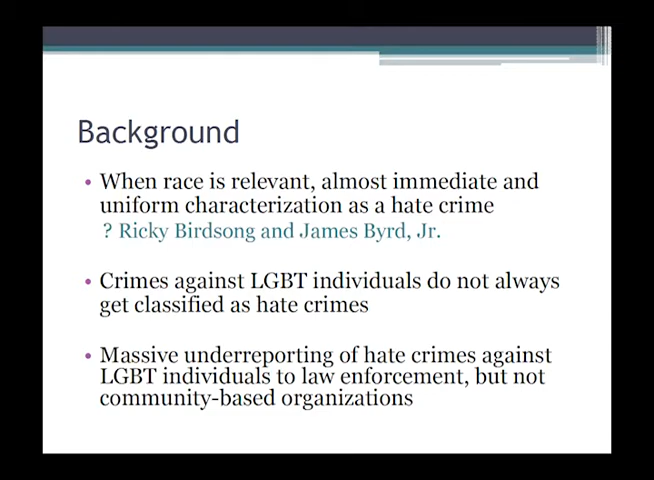 Background
• When race is relevant, almost immediate and
uniform characterization as a hate crime
? Ricky Birdsong and James Byrd, Jr.
• Crimes against LGBT individuals do not always
get classified as hate crimes
• Massive underreporting of hate crimes against
LGBT individuals to law enforcement, but not
community-based organizations